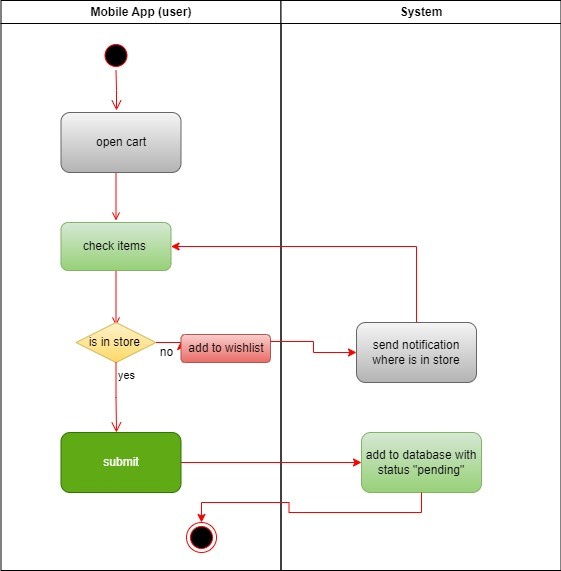 Mobile App (user)
System
open cart
check items
is in store
no
add to wishlist
send notification
where is in store
yes
submit
add to database with
status "pending"